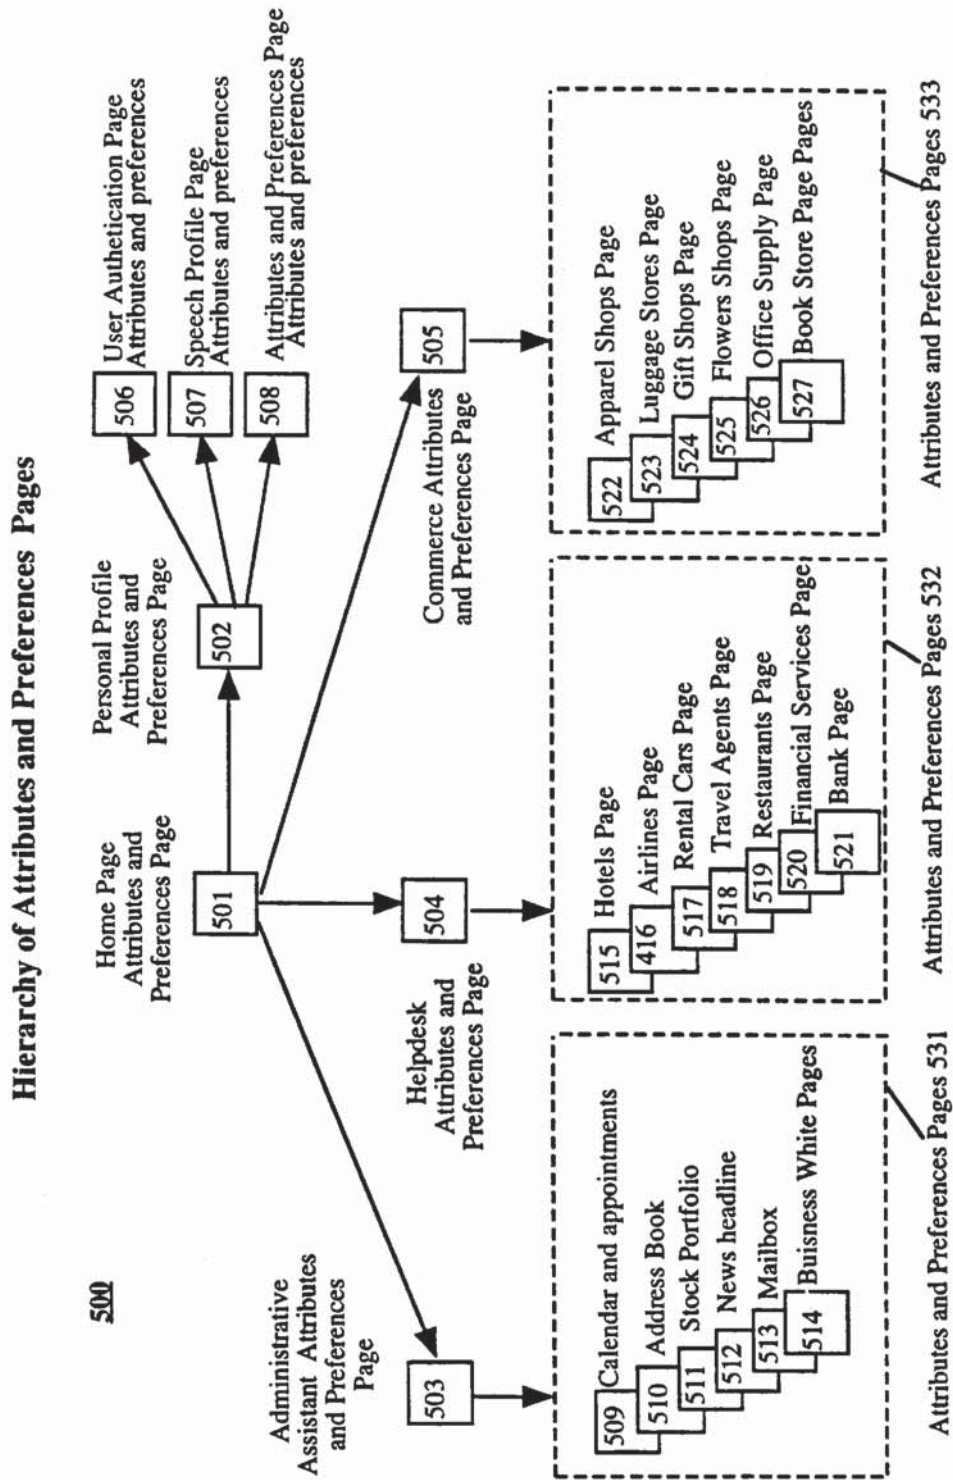 Hierarchy of Attributes and Preferences Pages
500
Home Page
Attributes and
Preferences Page
501
Personal Profile
Attributes and
Preferences Page
502
506
User Authetication Page
Attributes and preferences
507
Speech Profile Page
Attributes and preferences
508
Attributes and Preferences Page
Attributes and preferences
Administrative
Assistant Attributes
and Preferences
Page
503
Helpdesk
Attributes and
Preferences Page
504
Commerce Attributes
and Preferences Page
505
509 Calendar and appointments
510 Address Book
511 Stock Portfolio
512 News headline
513 Mailbox
514 Buisness White Pages
Attributes and Preferences Pages 531
515 Hotels Page
416 Airlines Page
517 Rental Cars Page
518 Travel Agents Page
519 Restaurants Page
520 Financial Services Page
521 Bank Page
Attributes and Preferences Pages 532
522 Apparel Shops Page
523 Luggage Stores Page
524 Gift Shops Page
525 Flowers Shops Page
526 Office Supply Page
527 Book Store Page Pages
Attributes and Preferences Pages 533